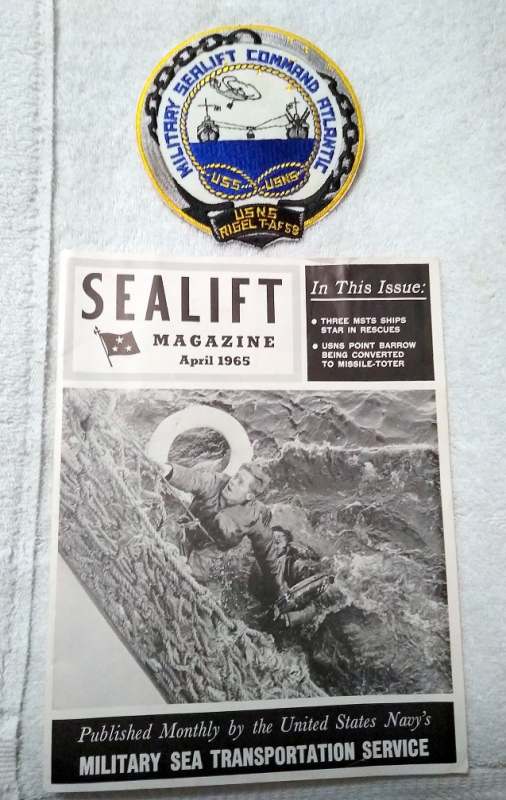 MILITARY SEALIFT COMMAND ATLANTIC
USS USNS
USNS
RIGEL T-AF58
SEALIFT
MAGAZINE
April 1965
In This Issue:
• THREE MSTS SHIPS
STAR IN RESCUES
• USNS POINT BARROW
BEING CONVERTED
TO MISSILE-TOTER
Published Monthly by the United States Navy's
MILITARY SEA TRANSPORTATION SERVICE